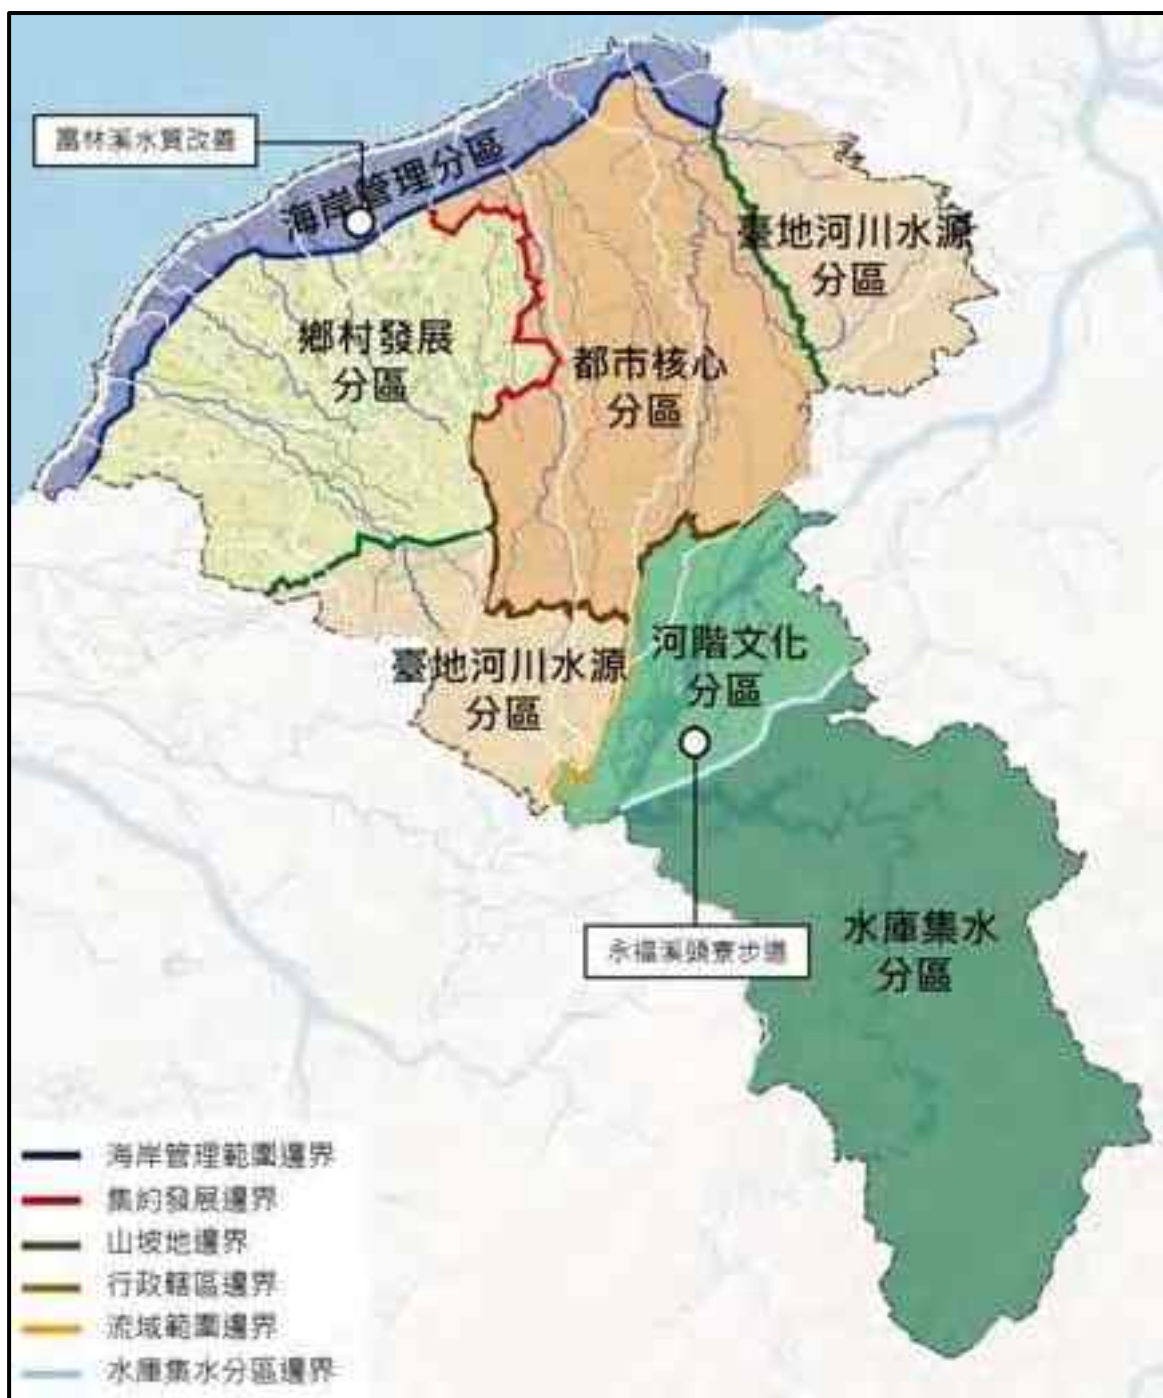 富林溪水質改善
海岸管理分區
臺地河川水源
分區
鄉村發展
分區
都市核心
分區
河階文化
分區
臺地河川水源
分區
永福溪頭寮步道
水庫集水
分區
海岸管理範圍邊界
集約發展邊界
山坡地邊界
行政轄區邊界
流域範圍邊界
水庫集水分區邊界